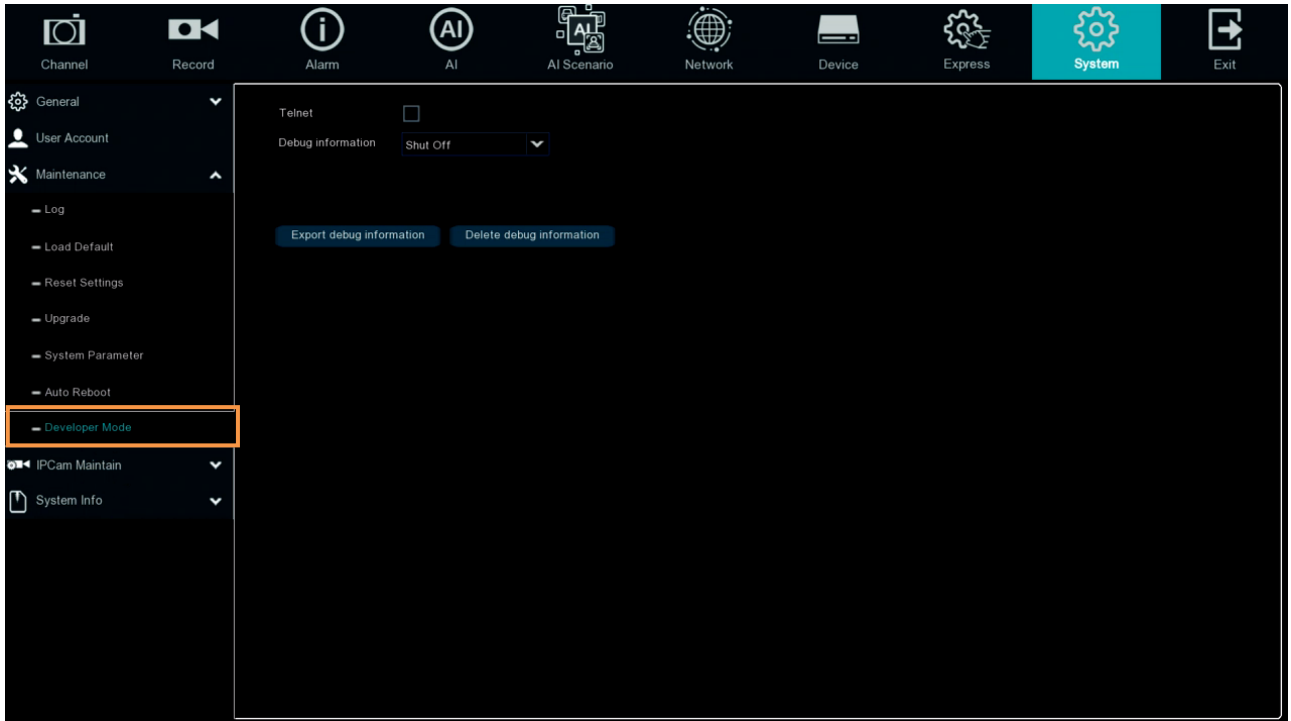 Channel
Record
Alarm
AI
AI
AI
AI Scenario
Network
Device
Express
System
Exit
General
User Account
Maintenance
Log
Load Default
Reset Settings
Upgrade
System Parameter
Auto Reboot
Developer Mode
IPCam Maintain
System Info
Telnet
Debug information
Shut Off
Export debug information
Delete debug information